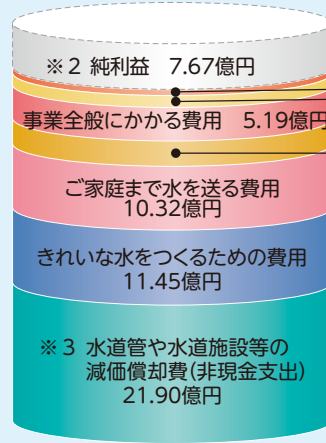 ※2 純利益 7.67億円
事業全般にかかる費用 5.19億円
ご家庭まで水を送る費用
10.32億円
きれいな水をつくるための費用
11.45億円
※3 水道管や水道施設等の
減価償却費(非現金支出)
21.90億円